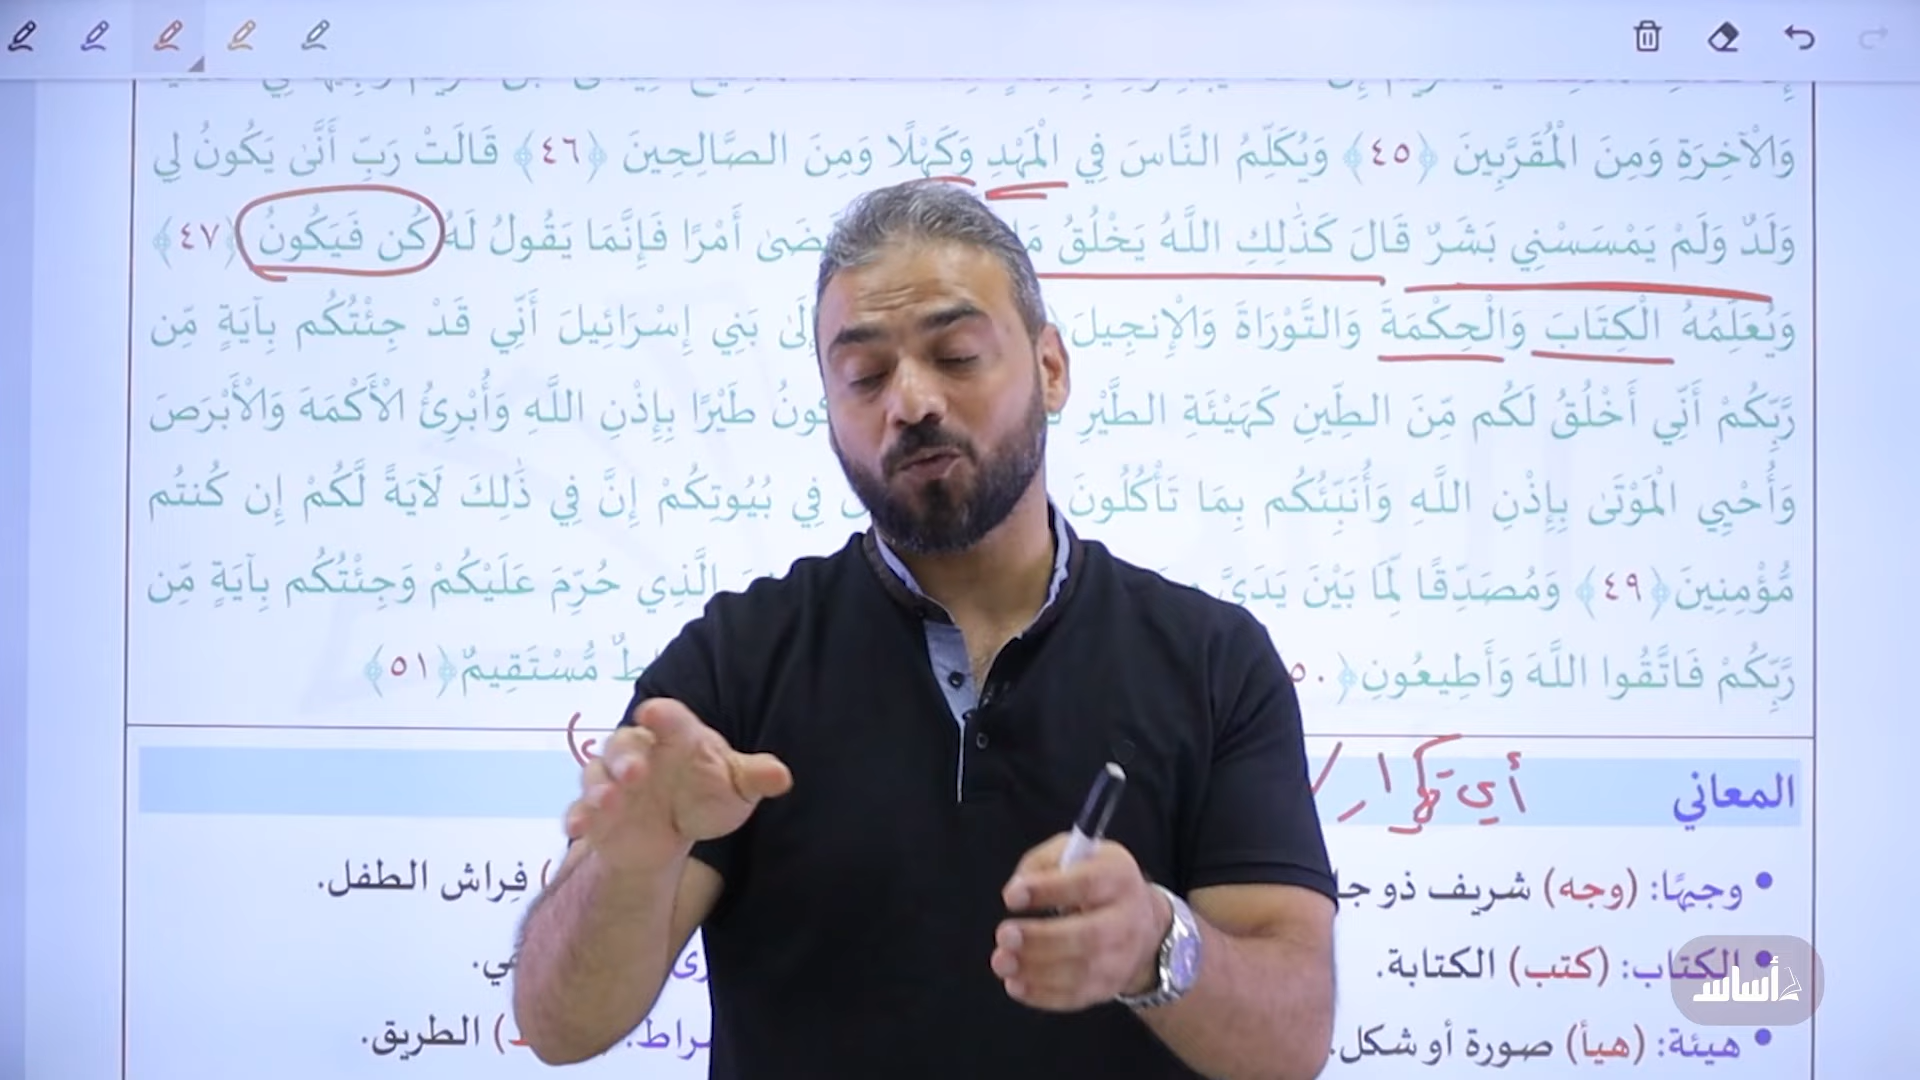 وَالْآخِرَةِ وَمِنَ الْمُقَرَّبِينَ ﴿٤٥﴾ وَيُكَلِّمُ النَّاسَ فِي الْمَهْدِ وَكَهْلًا وَمِنَ الصَّالِحِينَ ﴿٤٦﴾ قَالَتْ رَبِّ أَنَّىٰ يَكُونُ لِي
وَلَدٌ وَلَمْ يَمْسَسْنِي بَشَرٌ قَالَ كَذَٰلِكِ اللَّهُ يَخْلُقُ أَمْرًا فَإِنَّمَا يَقُولُ لَهُ كُن فَيَكُونُ ﴿٤٧﴾
وَيُعَلِّمُهُ الْكِتَابَ وَالْحِكْمَةَ وَالتَّوْرَاةَ وَالْإِنجِيلَ إِلَىٰ بَنِي إِسْرَائِيلَ أَنِّي قَدْ جِئْتُكُم بِآيَةٍ مِّن
رَّبِّكُمْ أَنِّي أَخْلُقُ لَكُم مِّنَ الطِّينِ كَهَيْئَةِ الطَّيْرِ طَيْرًا بِإِذْنِ اللَّهِ وَأُبْرِئُ الْأَكْمَهَ وَالْأَبْرَصَ
وَأُحْيِي الْمَوْتَىٰ بِإِذْنِ اللَّهِ وَأُنَبِّئُكُم بِمَا تَأْكُلُونَ فِي بُيُوتِكُمْ إِنَّ فِي ذَٰلِكَ لَآيَةً لَّكُمْ إِن كُنتُم
مُّؤْمِنِينَ ﴿٤٩﴾ وَمُصَدِّقًا لِّمَا بَيْنَ يَدَيَّ الَّذِي حُرِّمَ عَلَيْكُمْ وَجِئْتُكُم بِآيَةٍ مِّن
رَّبِّكُمْ فَاتَّقُوا اللَّهَ وَأَطِيعُونِ مُّسْتَقِيمٌ ﴿٥١﴾
المعاني
وجيهًا: (وجه) شريف ذو فِراش الطفل.
الكتاب: (كتب) الكتابة.
هيئة: (هيأ) صورة أو شكل. الطريق.
أساس